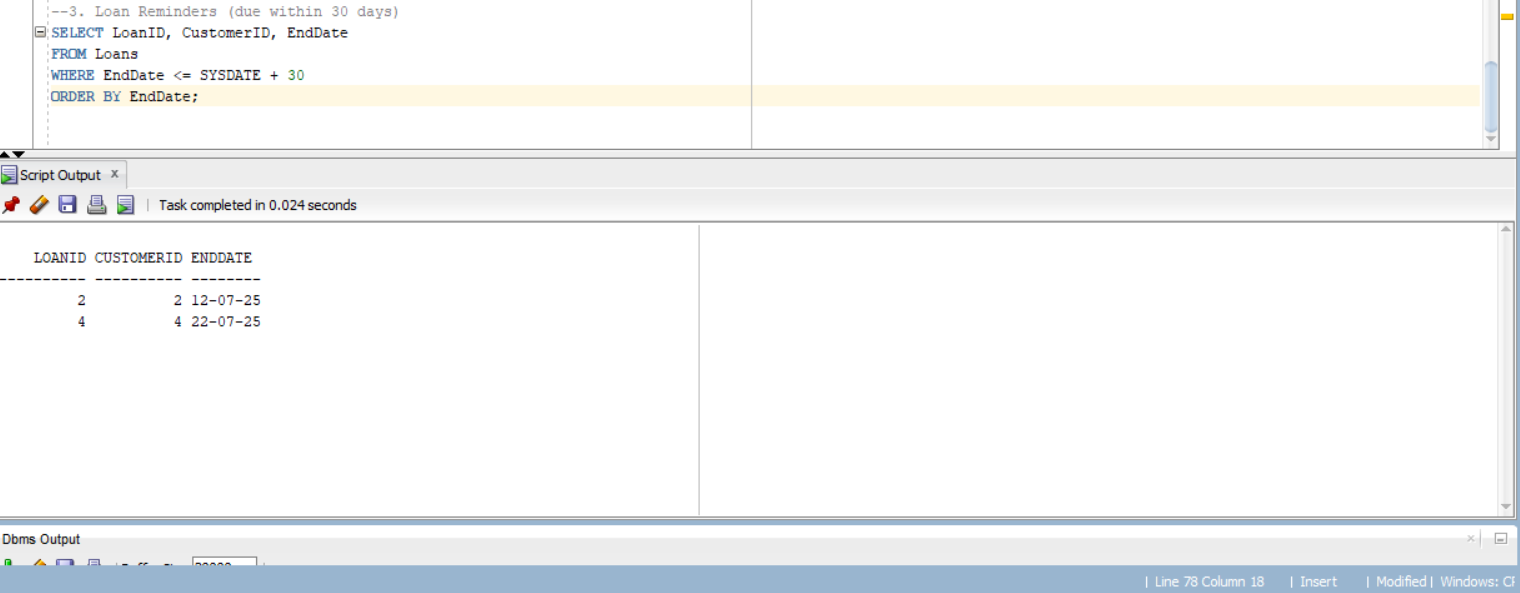 --3. Loan Reminders (due within 30 days)
SELECT LoanID, CustomerID, EndDate
FROM Loans
WHERE EndDate <= SYSDATE + 30
ORDER BY EndDate;
Script Output x
| Task completed in 0.024 seconds
LOANID CUSTOMERID ENDDATE
---------- ---------- --------
2 2 12-07-25
4 4 22-07-25
Dbms Output
| Line 78 Column 18 | Insert | Modified | Windows: